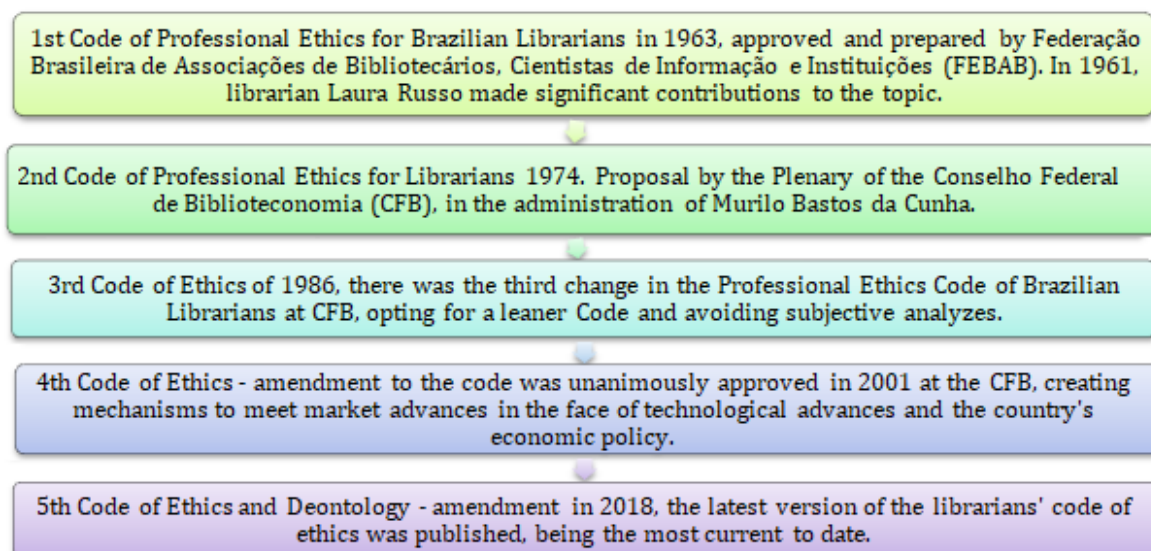 1st Code of Professional Ethics for Brazilian Librarians in 1963, approved and prepared by Federação
Brasileira de Associações de Bibliotecários, Cientistas de Informação e Instituições (FEBAB). In 1961,
librarian Laura Russo made significant contributions to the topic.
2nd Code of Professional Ethics for Librarians 1974. Proposal by the Plenary of the Conselho Federal
de Biblioteconomia (CFB), in the administration of Murilo Bastos da Cunha.
3rd Code of Ethics of 1986, there was the third change in the Professional Ethics Code of Brazilian
Librarians at CFB, opting for a leaner Code and avoiding subjective analyzes.
4th Code of Ethics - amendment to the code was unanimously approved in 2001 at the CFB, creating
mechanisms to meet market advances in the face of technological advances and the country's
economic policy.
5th Code of Ethics and Deontology - amendment in 2018, the latest version of the librarians' code of
ethics was published, being the most current to date.